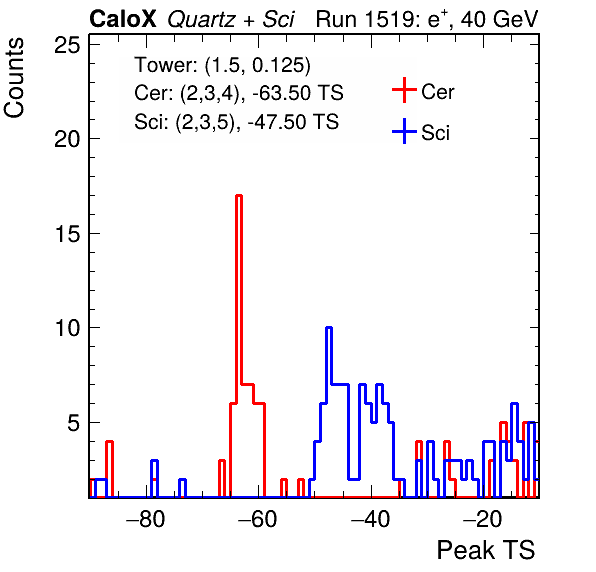 CaloX Quartz + Sci Run 1519: e⁺, 40 GeV
Counts
25
20
15
10
5
Tower: (1.5, 0.125)
Cer: (2,3,4), -63.50 TS
Sci: (2,3,5), -47.50 TS
Cer
Sci
−80 −60 −40 −20
Peak TS